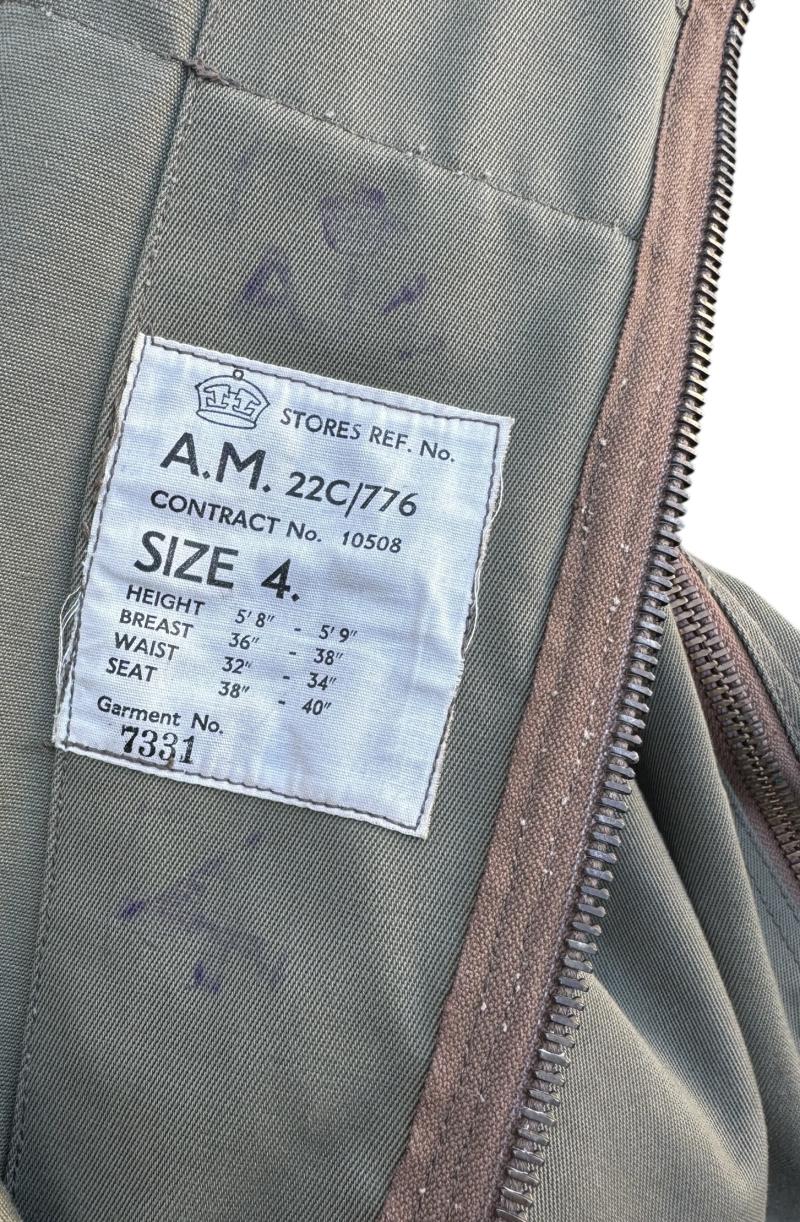 STORES REF. No.
A.M. 22C/776
CONTRACT No. 10508
SIZE 4.
HEIGHT 5' 8" - 5' 9"
BREAST 36" - 38"
WAIST 32" - 34"
SEAT 38" - 40"
Garment No.
7331